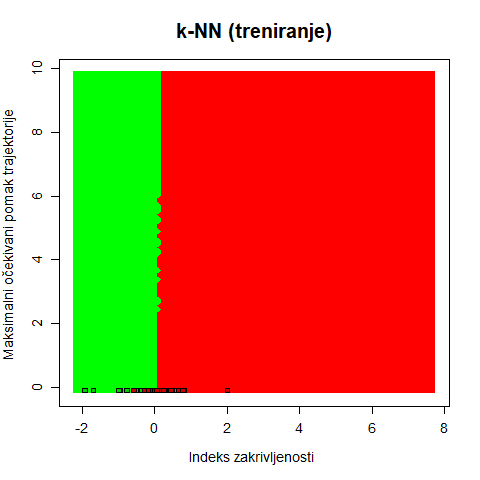 k-NN (treniranje)
Maksimalni očekivani pomak trajektorije
10
8
6
4
2
0
-2 0 2 4 6 8
Indeks zakrivljenosti